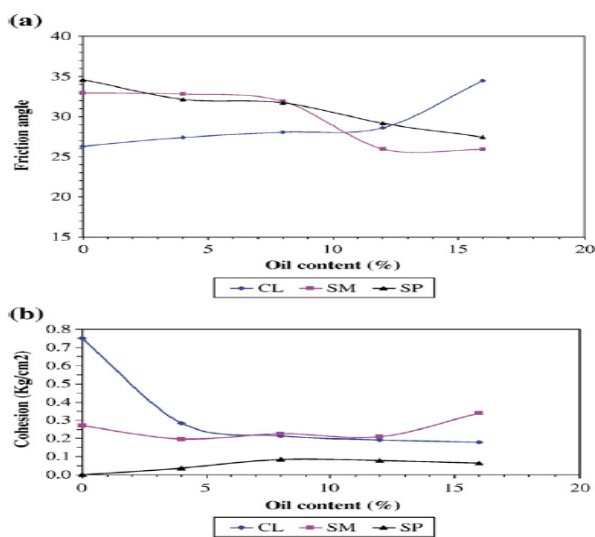 (a)
40
35
30
25
20
15
Friction angle
0 5 10 15 20
Oil content (%)
CL SM SP
(b)
0.8
0.7
0.6
0.5
0.4
0.3
0.2
0.1
0.0
Cohesion (Kg/cm2)
0 5 10 15 20
Oil content (%)
CL SM SP